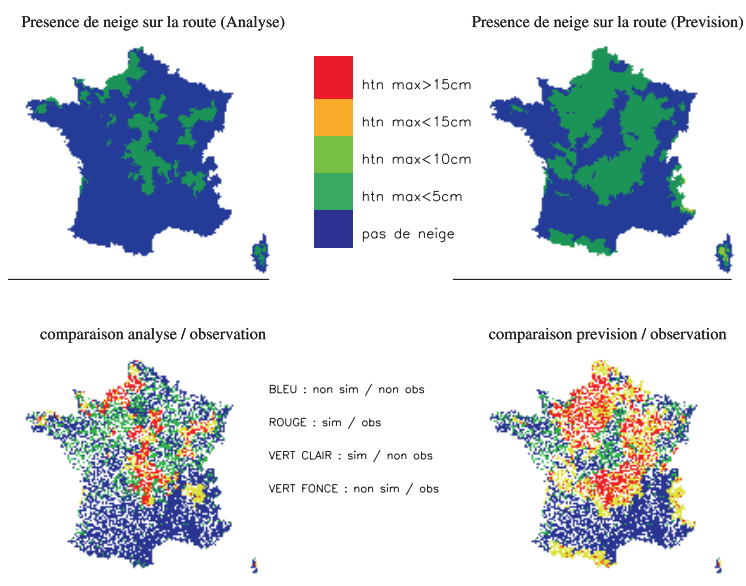 Presence de neige sur la route (Analyse)
Presence de neige sur la route (Prevision)
htn max>15cm
htn max<15cm
htn max<10cm
htn max<5cm
pas de neige
comparaison analyse / observation
comparaison prevision / observation
BLEU : non sim / non obs
ROUGE : sim / obs
VERT CLAIR : sim / non obs
VERT FONCE : non sim / obs